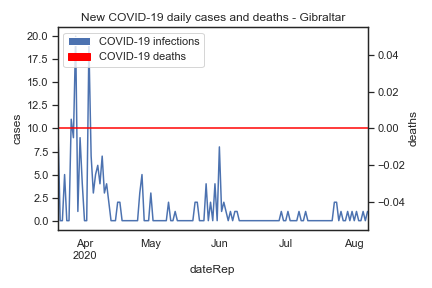 New COVID-19 daily cases and deaths - Gibraltar
COVID-19 infections
COVID-19 deaths
20.0
17.5
15.0
12.5
10.0
7.5
5.0
2.5
0.0
cases
0.04
0.02
0.00
−0.02
−0.04
deaths
Apr
2020
May
Jun
Jul
Aug
dateRep